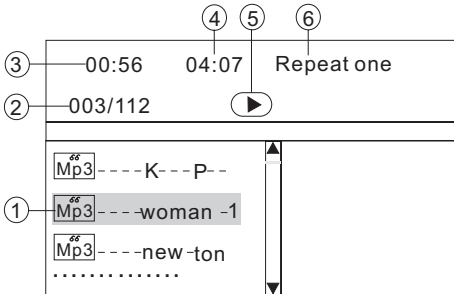 ④ ⑤ ⑥
③ 00:56 04:07 Repeat one
② 003/112
Mp3 ----K---P--
① Mp3 ----woman -1
Mp3 ----new-ton
..............